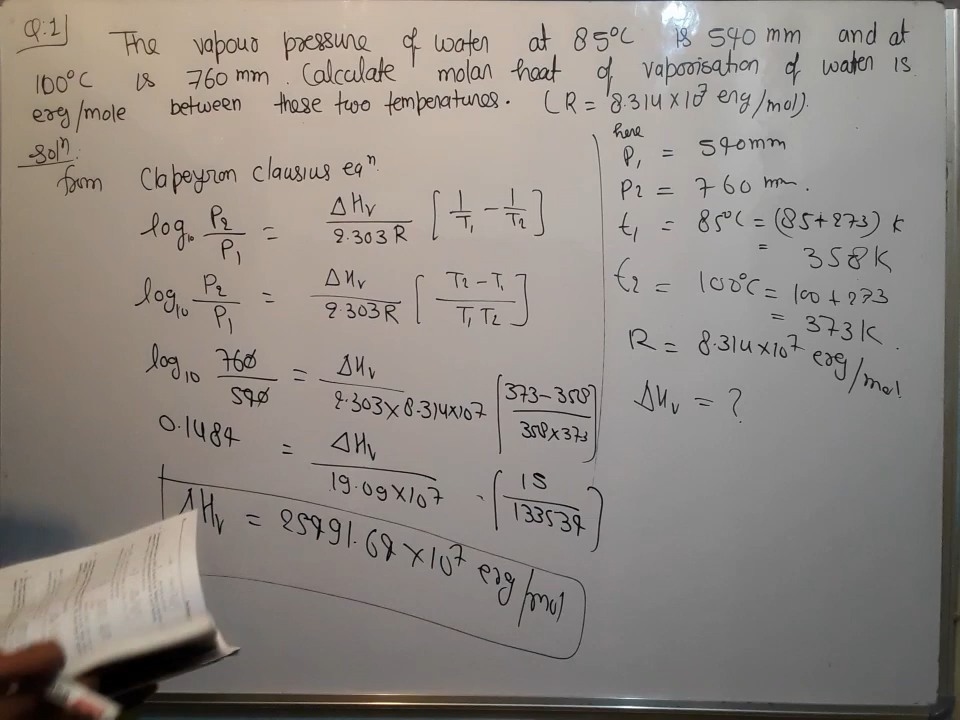 Q:1] The vapour pressure of water at 85°C is 540 mm and at
100°C is 760 mm. Calculate molar heat of vaporisation of water is
erg/mole between these two temperatures. (R = 8.314 × 10⁷ erg/mol).
Solⁿ:
from Clapeyron clausius eqⁿ.
log₁₀ P₂/P₁ = ΔHᵥ/2.303 R [1/T₁ − 1/T₂]
log₁₀ P₂/P₁ = ΔHᵥ/2.303R [T₂ − T₁/T₁ T₂]
log₁₀ 760/540 = ΔHᵥ/2.303 × 8.314×10⁷ [373 − 358/358 × 373]
0.1484 = ΔHᵥ/19.09 × 10⁷ · [15/133534]
ΔHᵥ = 25291.64 × 10⁷ erg/mol
here
P₁ = 540mm
P₂ = 760 mm.
t₁ = 85°C = (85+273) K
= 358K
t₂ = 100°C = 100 + 273
= 373K.
R = 8.314×10⁷ erg/mol
ΔHᵥ = ?